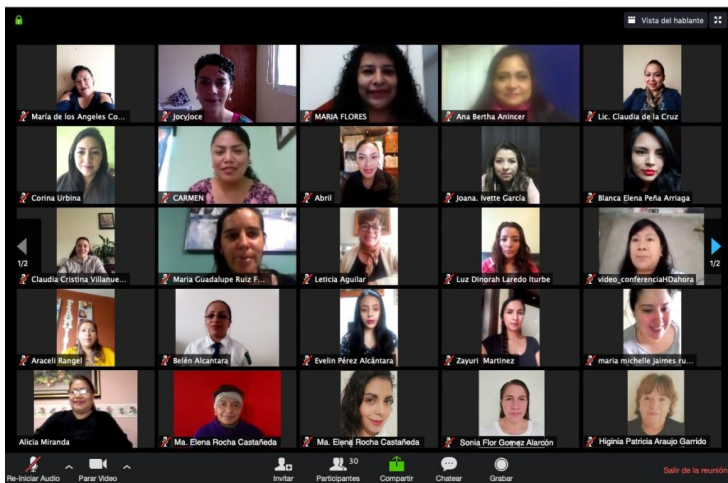 Vista del hablante
María de los Angeles Co...
JocyJoce
MARIA FLORES
Ana Bertha Anincer
Lic. Claudia de la Cruz
Corina Urbina
CARMEN
Abril
Joana. Ivette García
Blanca Elena Peña Arriaga
1/2
1/2
Claudia Cristina Villanue...
Maria Guadalupe Ruiz F...
Leticia Aguilar
Luz Dinorah Laredo Iturbe
video_conferenciaHDahora
Araceli Rangel
Belén Alcantara
Evelin Pérez Alcántara
Zayuri Martinez
maria michelle jaimes ru...
Alicia Miranda
Ma. Elena Rocha Castañeda
Ma. Elena Rocha Castañeda
Sonia Flor Gomez Alarcón
Higinia Patricia Araujo Garrido
30
Re-Iniciar Audio
Parar Video
Invitar
Participantes
Compartir
Chatear
Grabar
Salir de la reunión